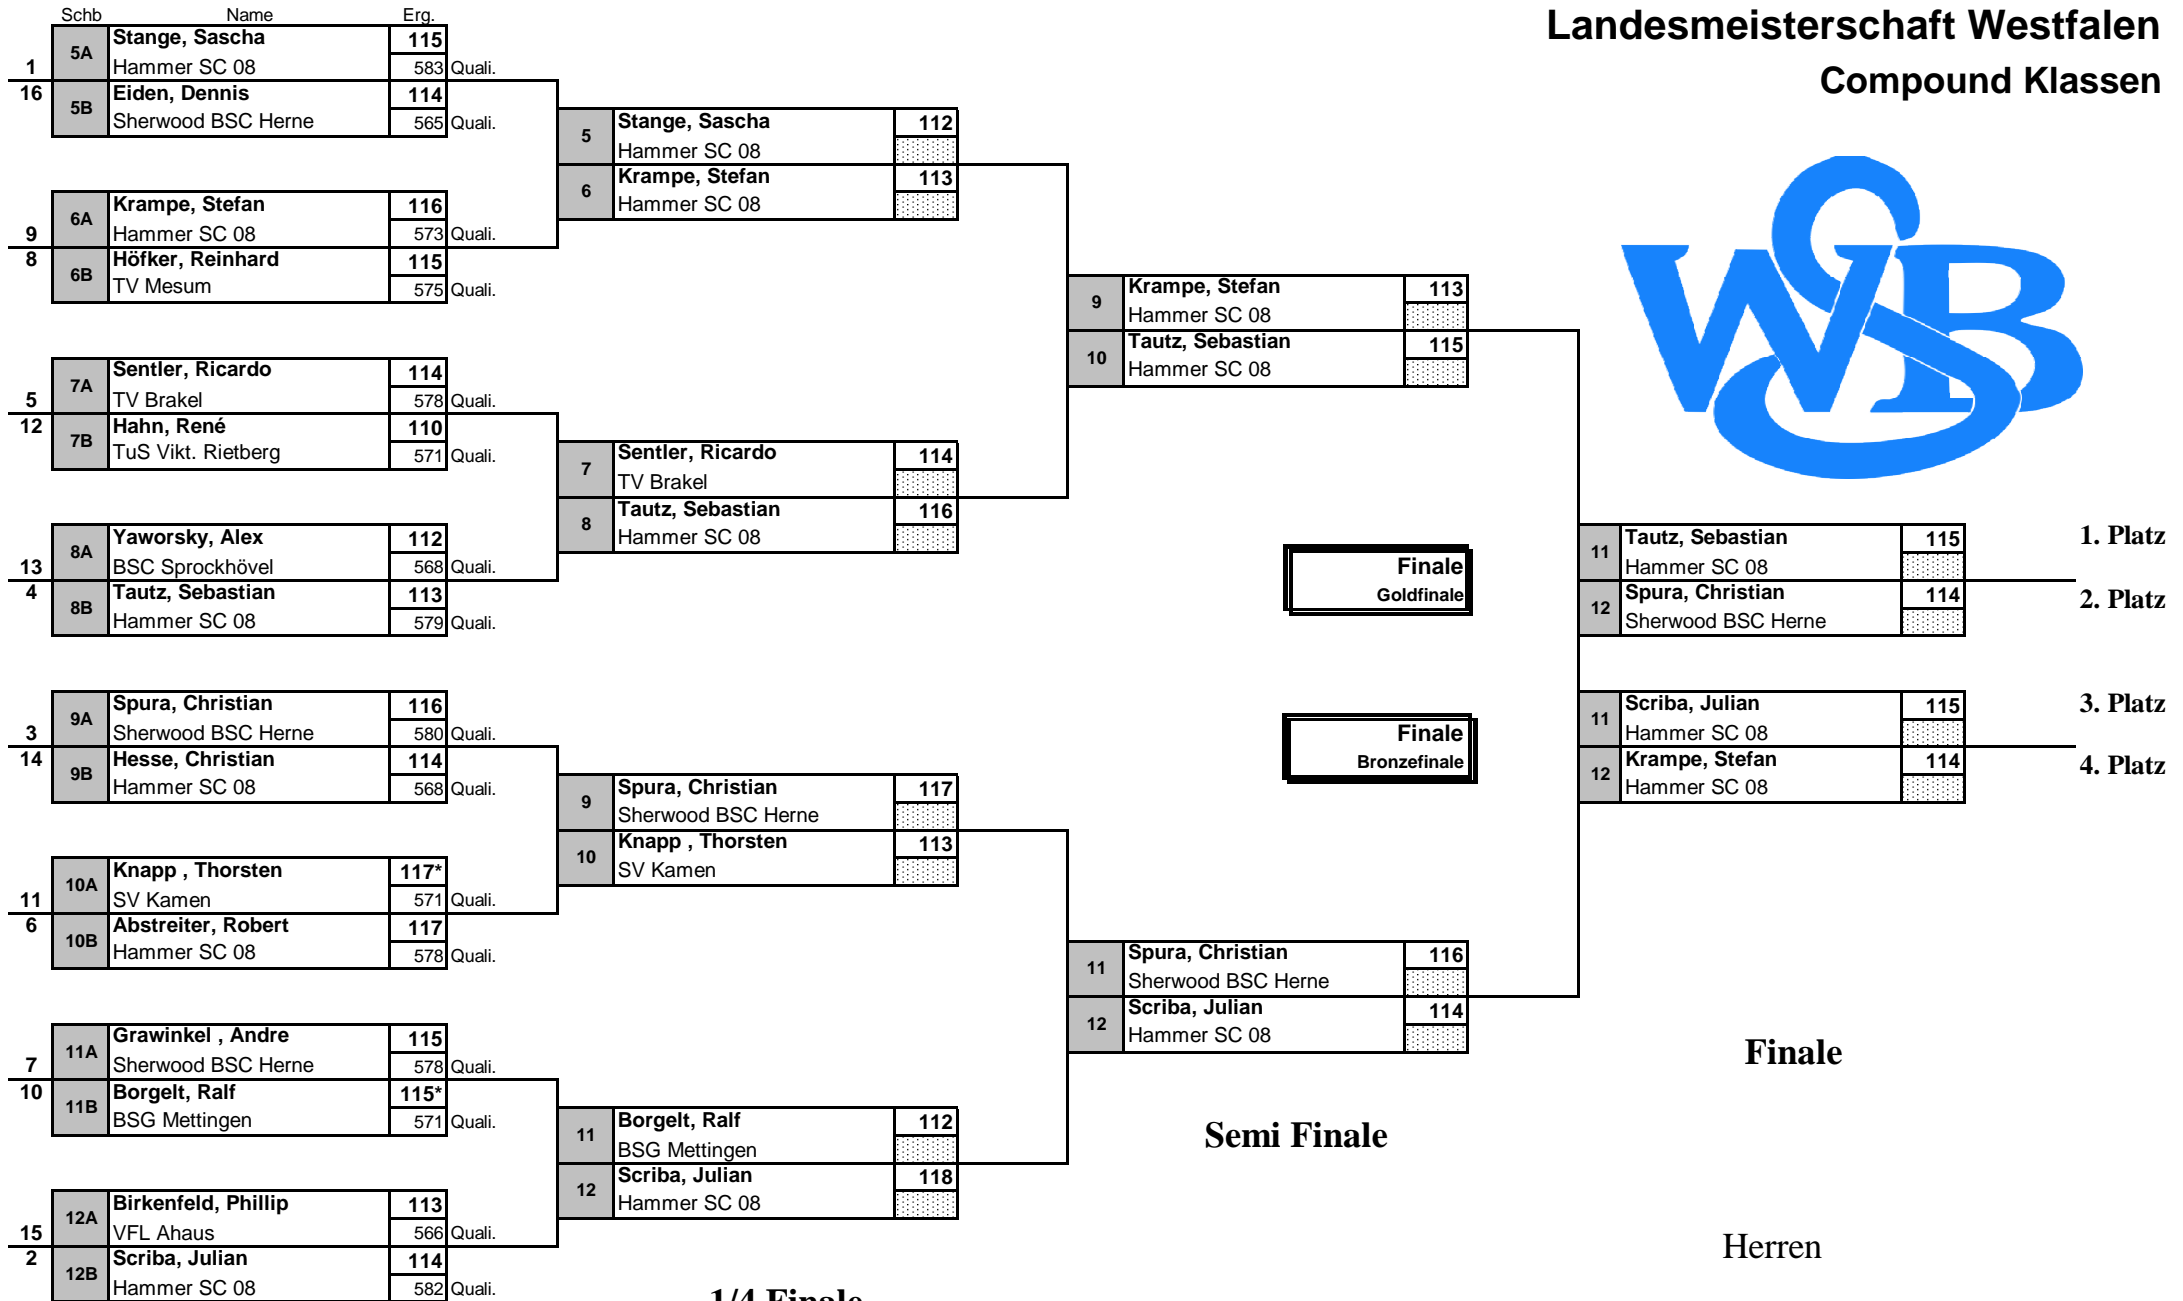 Landesmeisterschaft Westfalen
Compound Klassen
Schb Name Erg.
5A Stange, Sascha 115
1 Hammer SC 08 583 Quali.
16 5B Eiden, Dennis 114
Sherwood BSC Herne 565 Quali.
6A Krampe, Stefan 116
9 Hammer SC 08 573 Quali.
8 6B Höfker, Reinhard 115
TV Mesum 575 Quali.
7A Sentler, Ricardo 114
5 TV Brakel 578 Quali.
12 7B Hahn, René 110
TuS Vikt. Rietberg 571 Quali.
8A Yaworsky, Alex 112
13 BSC Sprockhövel 568 Quali.
4 8B Tautz, Sebastian 113
Hammer SC 08 579 Quali.
9A Spura, Christian 116
3 Sherwood BSC Herne 580 Quali.
14 9B Hesse, Christian 114
Hammer SC 08 568 Quali.
10A Knapp , Thorsten 117*
11 SV Kamen 571 Quali.
6 10B Abstreiter, Robert 117
Hammer SC 08 578 Quali.
11A Grawinkel , Andre 115
7 Sherwood BSC Herne 578 Quali.
10 11B Borgelt, Ralf 115*
BSG Mettingen 571 Quali.
12A Birkenfeld, Phillip 113
15 VFL Ahaus 566 Quali.
2 12B Scriba, Julian 114
Hammer SC 08 582 Quali.
5 Stange, Sascha 112
Hammer SC 08
6 Krampe, Stefan 113
Hammer SC 08
7 Sentler, Ricardo 114
TV Brakel
8 Tautz, Sebastian 116
Hammer SC 08
9 Spura, Christian 117
Sherwood BSC Herne
10 Knapp , Thorsten 113
SV Kamen
11 Borgelt, Ralf 112
BSG Mettingen
12 Scriba, Julian 118
Hammer SC 08
1/4 Finale
9 Krampe, Stefan 113
Hammer SC 08
10 Tautz, Sebastian 115
Hammer SC 08
11 Spura, Christian 116
Sherwood BSC Herne
12 Scriba, Julian 114
Hammer SC 08
Semi Finale
WSB
Finale
Goldfinale
11 Tautz, Sebastian 115 1. Platz
Hammer SC 08
12 Spura, Christian 114 2. Platz
Sherwood BSC Herne
Finale
Bronzefinale
11 Scriba, Julian 115 3. Platz
Hammer SC 08
12 Krampe, Stefan 114 4. Platz
Hammer SC 08
Finale
Herren